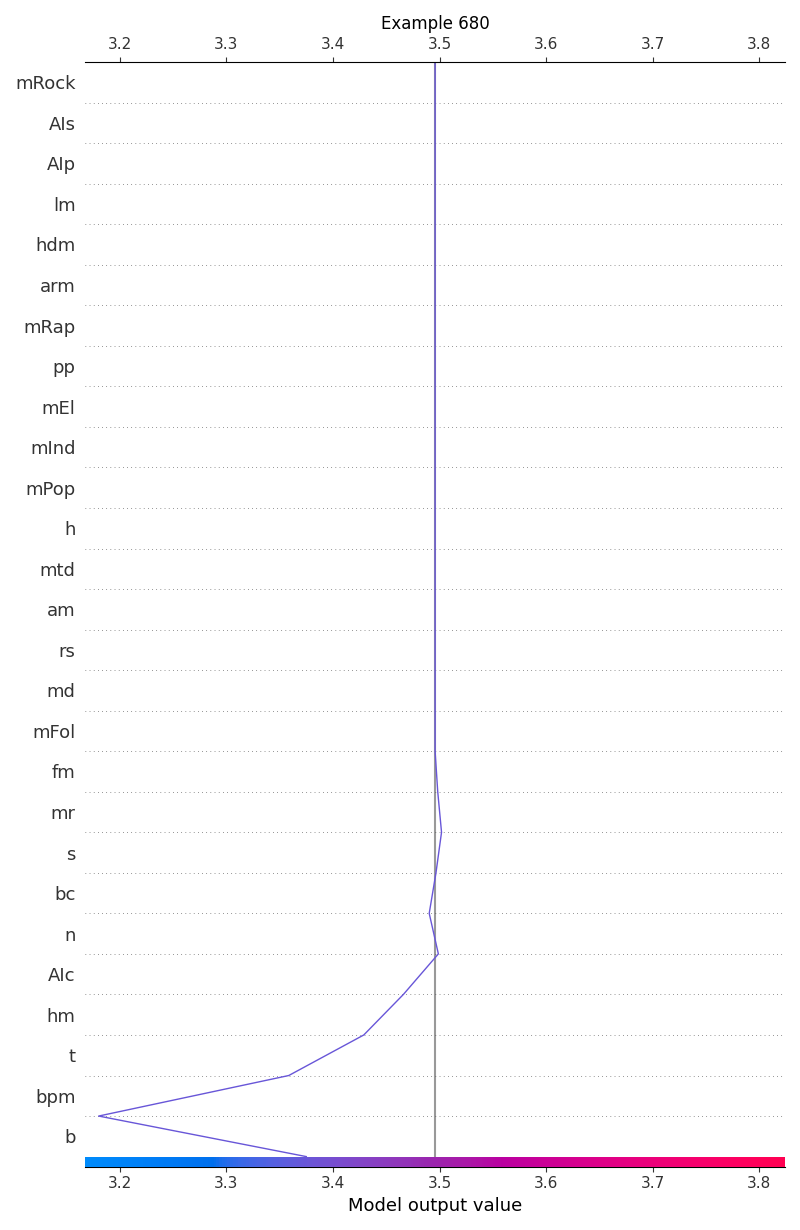 Example 680
3.2 3.3 3.4 3.5 3.6 3.7 3.8
mRock
AIs
AIp
lm
hdm
arm
mRap
pp
mEl
mInd
mPop
h
mtd
am
rs
md
mFol
fm
mr
s
bc
n
AIc
hm
t
bpm
b
3.2 3.3 3.4 3.5 3.6 3.7 3.8
Model output value